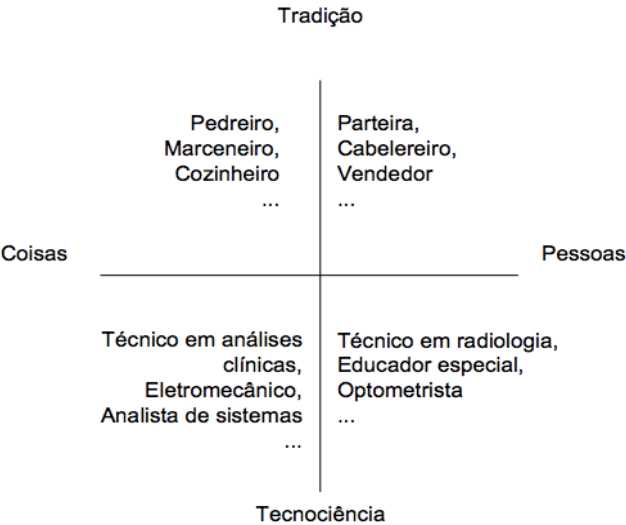 Tradição
Pedreiro,
Marceneiro,
Cozinheiro
...
Parteira,
Cabelereiro,
Vendedor
...
Coisas
Pessoas
Técnico em análises
clínicas,
Eletromecânico,
Analista de sistemas
...
Técnico em radiologia,
Educador especial,
Optometrista
...
Tecnociência